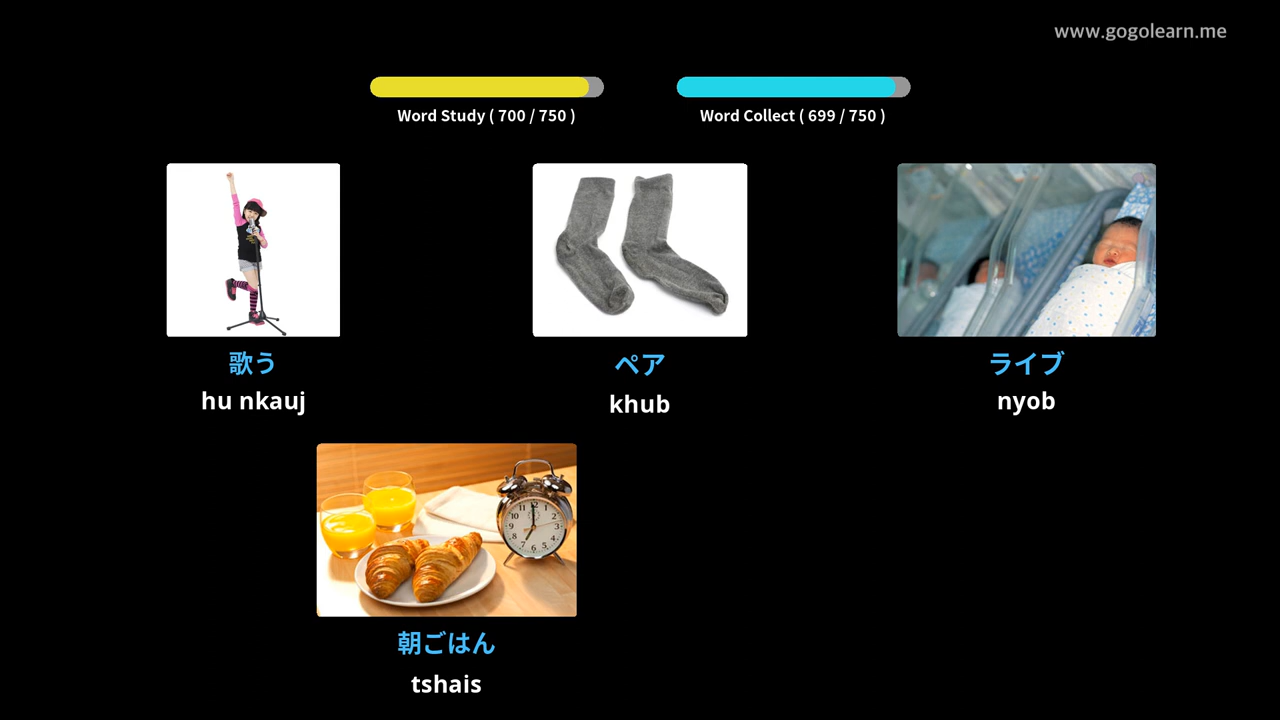 www.gogolearn.me
Word Study ( 700 / 750 )
Word Collect ( 699 / 750 )
歌う
hu nkauj
ペア
khub
ライブ
nyob
朝ごはん
tshais